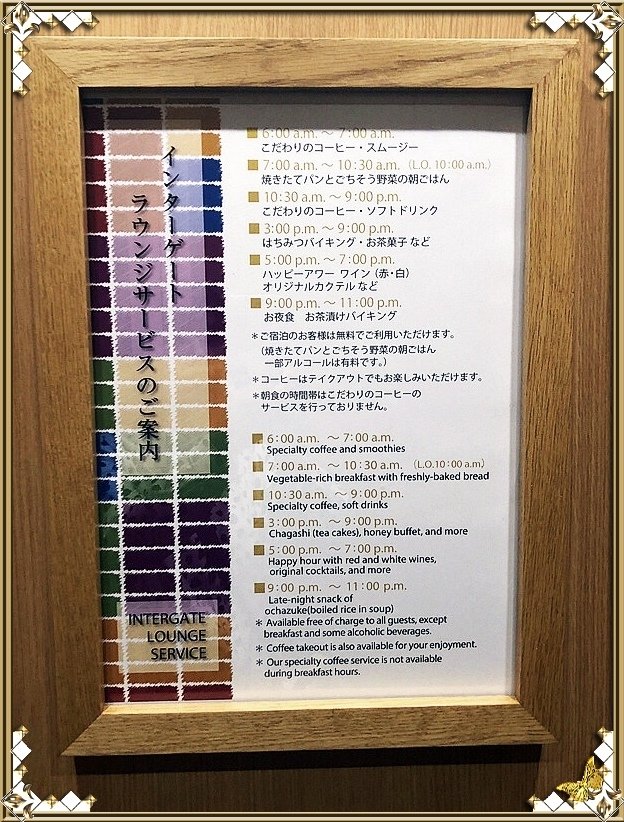 インターゲート
ラウンジサービスのご案内
■ 6:00 a.m. ～ 7:00 a.m.
こだわりのコーヒー・スムージー
■ 7:00 a.m. ～ 10:30 a.m. (L.O. 10:00 a.m.)
焼きたてパンとごちそう野菜の朝ごはん
■ 10:30 a.m. ～ 9:00 p.m.
こだわりのコーヒー・ソフトドリンク
■ 3:00 p.m. ～ 9:00 p.m.
はちみつバイキング・お茶菓子 など
■ 5:00 p.m. ～ 7:00 p.m.
ハッピーアワー ワイン (赤・白)
オリジナルカクテル など
■ 9:00 p.m. ～ 11:00 p.m.
お夜食 お茶漬けバイキング
＊ご宿泊のお客様は無料でご利用いただけます。
(焼きたてパンとごちそう野菜の朝ごはん
一部アルコールは有料です。)
＊コーヒーはテイクアウトでもお楽しみいただけます。
＊朝食の時間帯はこだわりのコーヒーの
サービスを行っておりません。
■ 6:00 a.m. ～ 7:00 a.m.
Specialty coffee and smoothies
■ 7:00 a.m. ～ 10:30 a.m. (L.O.10:00 a.m.)
Vegetable-rich breakfast with freshly-baked bread
■ 10:30 a.m. ～ 9:00 p.m.
Specialty coffee, soft drinks
■ 3:00 p.m. ～ 9:00 p.m.
Chagashi (tea cakes), honey buffet, and more
■ 5:00 p.m. ～ 7:00 p.m.
Happy hour with red and white wines,
original cocktails, and more
■ 9:00 p.m. ～ 11:00 p.m.
Late-night snack of
ochazuke(boiled rice in soup)
＊ Available free of charge to all guests, except
breakfast and some alcoholic beverages.
＊ Coffee takeout is also available for your enjoyment.
＊ Our specialty coffee service is not available
during breakfast hours.
INTERGATE
LOUNGE
SERVICE